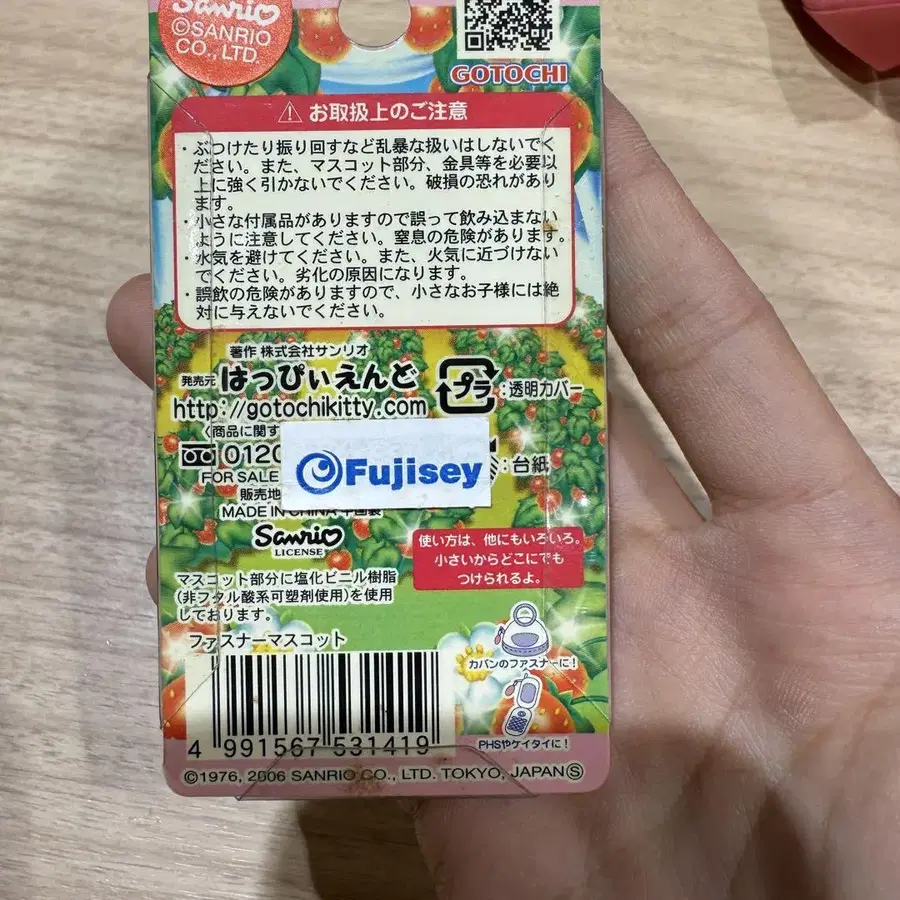 Sanrio
©SANRIO
CO., LTD.
GOTOCHI
⚠ お取扱上のご注意
・ぶつけたり振り回すなど乱暴な扱いはしないでく
ださい。また、マスコット部分、金具等を必要以
上に強く引かないでください。破損の恐れがあり
ます。
・小さな付属品がありますので誤って飲み込まない
ように注意してください。窒息の危険があります。
・水気を避けてください。また、火気に近づけない
でください。劣化の原因になります。
・誤飲の危険がありますので、小さなお子様には絶
対に与えないでください。
著作 株式会社サンリオ
発売元 はっぴぃえんど
プラ :透明カバー
http://gotochikitty.com
〈商品に関す
0120
:台紙
FOR SALE
Fujisey
販売地
MADE IN CHINA 中国製
Sanrio
LICENSE
使い方は、他にもいろいろ。
小さいからどこにでも
つけられるよ。
マスコット部分に塩化ビニル樹脂
(非フタル酸系可塑剤使用)を使用
しております。
ファスナーマスコット
カバンのファスナーに!
PHSやケイタイに!
4 991567 531419
©1976, 2006 SANRIO CO., LTD. TOKYO, JAPAN Ⓢ